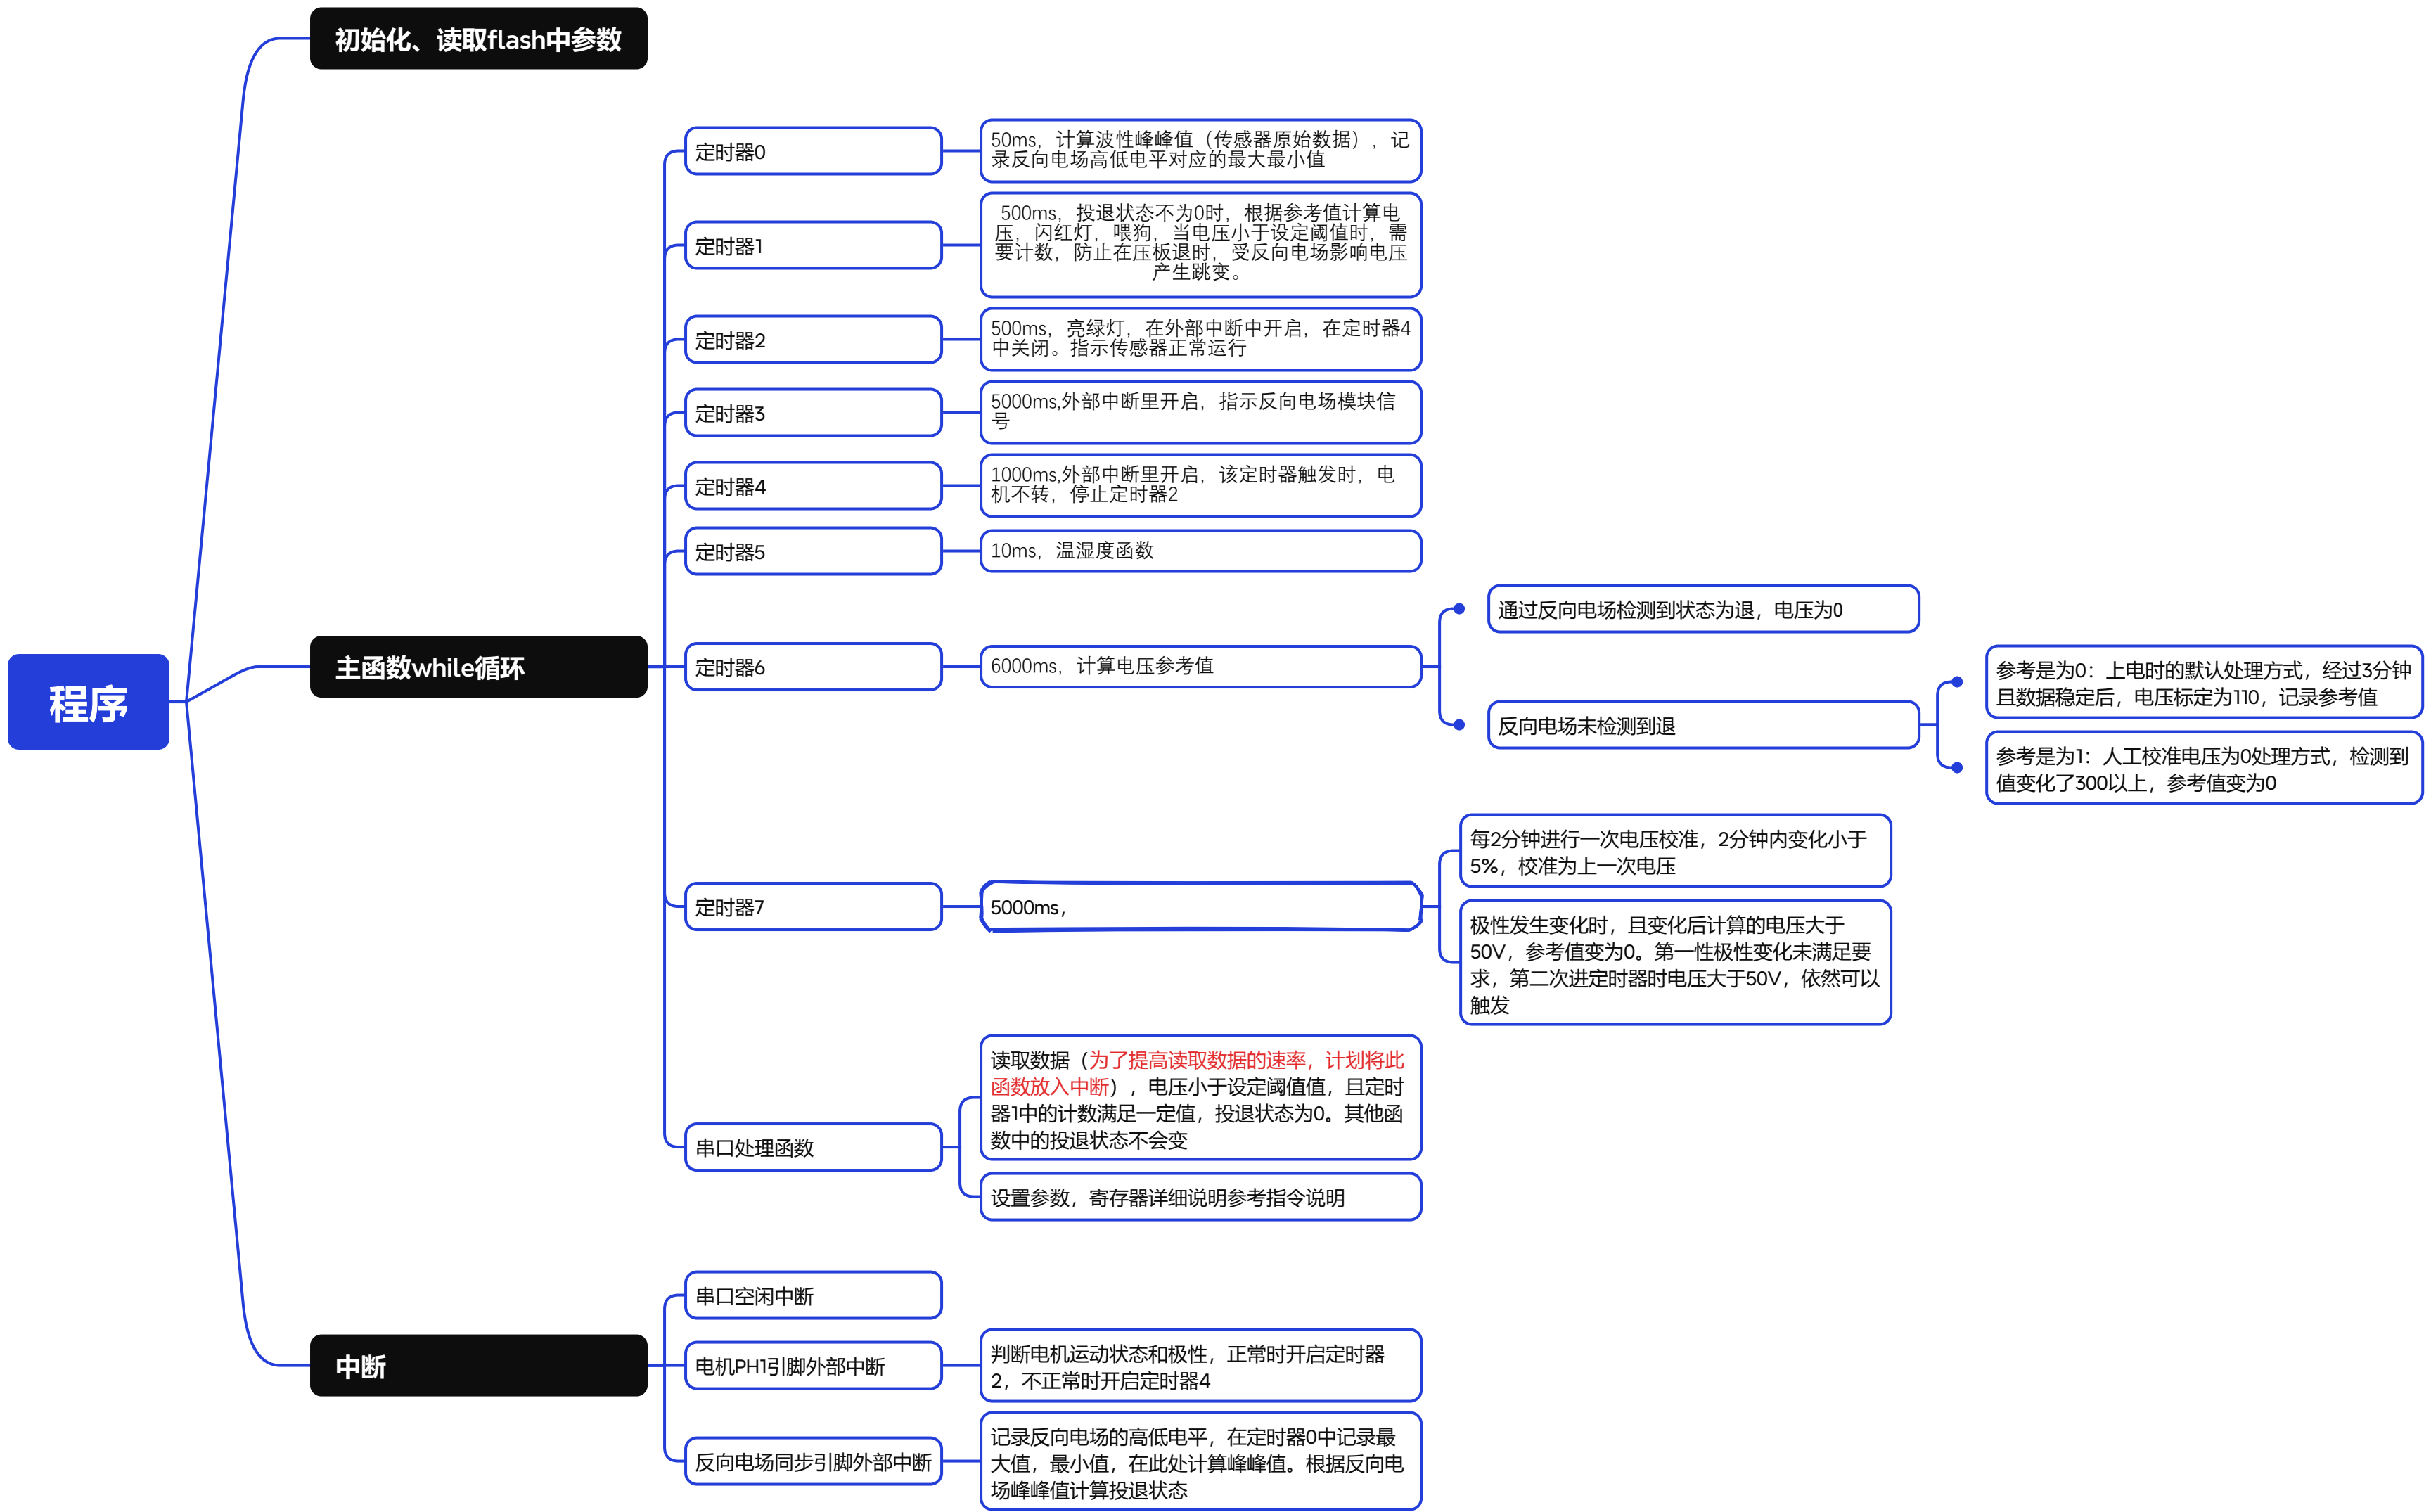 程序
初始化、读取flash中参数
主函数while循环
定时器0
50ms，计算波性峰峰值（传感器原始数据），记
录反向电场高低电平对应的最大最小值
定时器1
500ms，投退状态不为0时，根据参考值计算电
压，闪红灯，喂狗，当电压小于设定阈值时，需
要计数，防止在压板退时，受反向电场影响电压
产生跳变。
定时器2
500ms，亮绿灯，在外部中断中开启，在定时器4
中关闭。指示传感器正常运行
定时器3
5000ms,外部中断里开启，指示反向电场模块信
号
定时器4
1000ms,外部中断里开启，该定时器触发时，电
机不转，停止定时器2
定时器5
10ms，温湿度函数
定时器6
6000ms，计算电压参考值
通过反向电场检测到状态为退，电压为0
反向电场未检测到退
参考是为0：上电时的默认处理方式，经过3分钟
且数据稳定后，电压标定为110，记录参考值
参考是为1：人工校准电压为0处理方式，检测到
值变化了300以上，参考值变为0
定时器7
5000ms，
每2分钟进行一次电压校准，2分钟内变化小于
5%，校准为上一次电压
极性发生变化时，且变化后计算的电压大于
50V，参考值变为0。第一性极性变化未满足要
求，第二次进定时器时电压大于50V，依然可以
触发
串口处理函数
读取数据（为了提高读取数据的速率，计划将此
函数放入中断），电压小于设定阈值值，且定时
器1中的计数满足一定值，投退状态为0。其他函
数中的投退状态不会变
设置参数，寄存器详细说明参考指令说明
中断
串口空闲中断
电机PH1引脚外部中断
判断电机运动状态和极性，正常时开启定时器
2，不正常时开启定时器4
反向电场同步引脚外部中断
记录反向电场的高低电平，在定时器0中记录最
大值，最小值，在此处计算峰峰值。根据反向电
场峰峰值计算投退状态